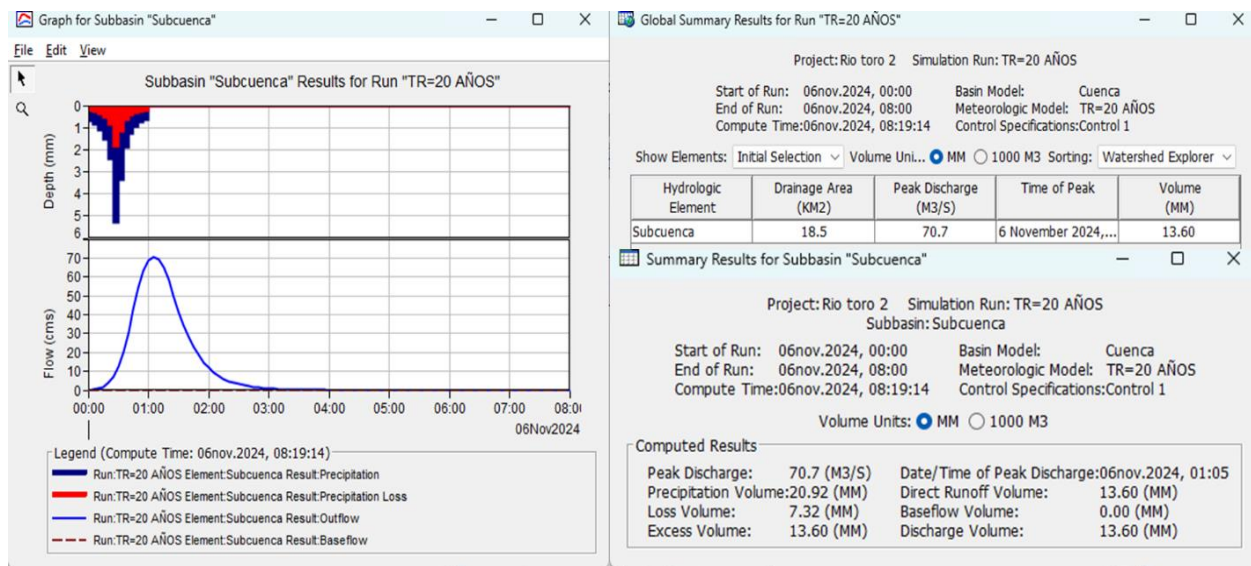 Graph for Subbasin "Subcuenca"
File Edit View
Subbasin "Subcuenca" Results for Run "TR=20 AÑOS"
Depth (mm)
0
1
2
3
4
5
6
Flow (cms)
70
60
50
40
30
20
10
0
00:00 01:00 02:00 03:00 04:00 05:00 06:00 07:00 08:0
06Nov2024
Legend (Compute Time: 06nov.2024, 08:19:14)
Run:TR=20 AÑOS Element:Subcuenca Result:Precipitation
Run:TR=20 AÑOS Element:Subcuenca Result:Precipitation Loss
Run:TR=20 AÑOS Element:Subcuenca Result:Outflow
Run:TR=20 AÑOS Element:Subcuenca Result:Baseflow
Global Summary Results for Run "TR=20 AÑOS"
Project: Rio toro 2 Simulation Run: TR=20 AÑOS
Start of Run: 06nov.2024, 00:00 Basin Model: Cuenca
End of Run: 06nov.2024, 08:00 Meteorologic Model: TR=20 AÑOS
Compute Time:06nov.2024, 08:19:14 Control Specifications:Control 1
Show Elements: Initial Selection Volume Uni... MM 1000 M3 Sorting: Watershed Explorer
Hydrologic Element Drainage Area (KM2) Peak Discharge (M3/S) Time of Peak Volume (MM)
Subcuenca 18.5 70.7 6 November 2024,... 13.60
Summary Results for Subbasin "Subcuenca"
Project: Rio toro 2 Simulation Run: TR=20 AÑOS
Subbasin: Subcuenca
Start of Run: 06nov.2024, 00:00 Basin Model: Cuenca
End of Run: 06nov.2024, 08:00 Meteorologic Model: TR=20 AÑOS
Compute Time:06nov.2024, 08:19:14 Control Specifications:Control 1
Volume Units: MM 1000 M3
Computed Results
Peak Discharge: 70.7 (M3/S) Date/Time of Peak Discharge:06nov.2024, 01:05
Precipitation Volume:20.92 (MM) Direct Runoff Volume: 13.60 (MM)
Loss Volume: 7.32 (MM) Baseflow Volume: 0.00 (MM)
Excess Volume: 13.60 (MM) Discharge Volume: 13.60 (MM)